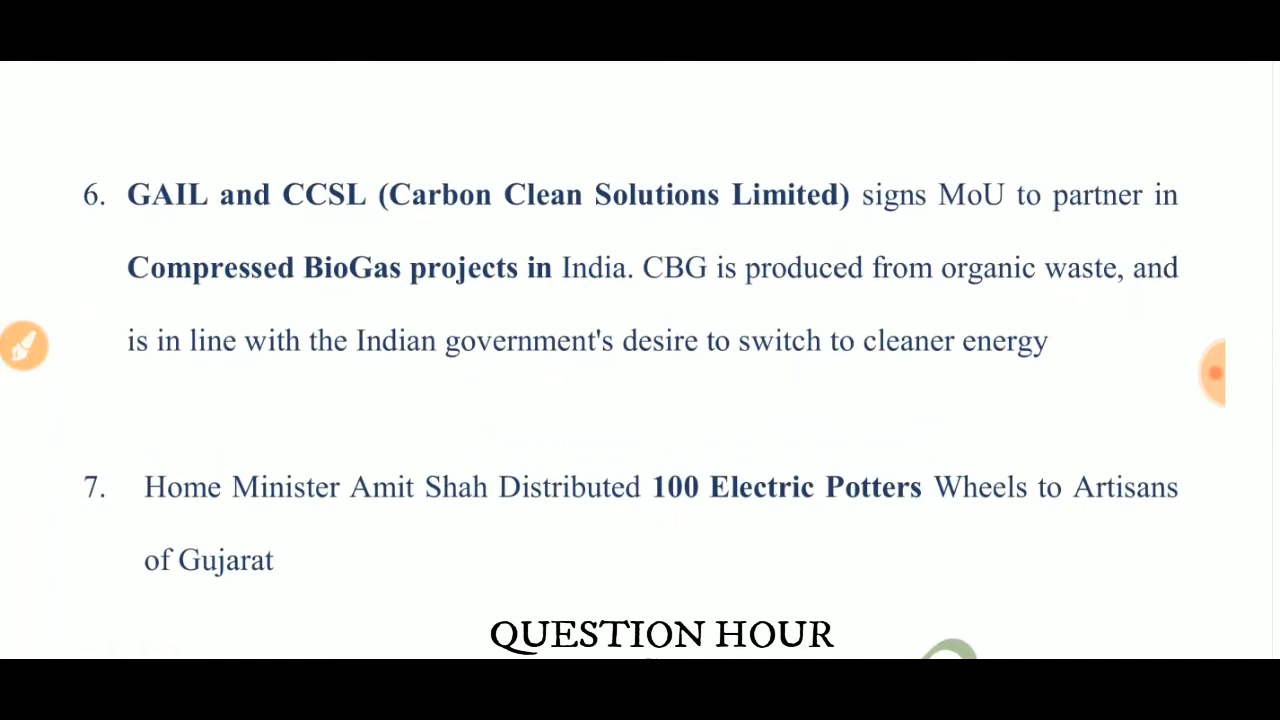 6. GAIL and CCSL (Carbon Clean Solutions Limited) signs MoU to partner in
Compressed BioGas projects in India. CBG is produced from organic waste, and
is in line with the Indian government's desire to switch to cleaner energy
7. Home Minister Amit Shah Distributed 100 Electric Potters Wheels to Artisans
of Gujarat
QUESTION HOUR